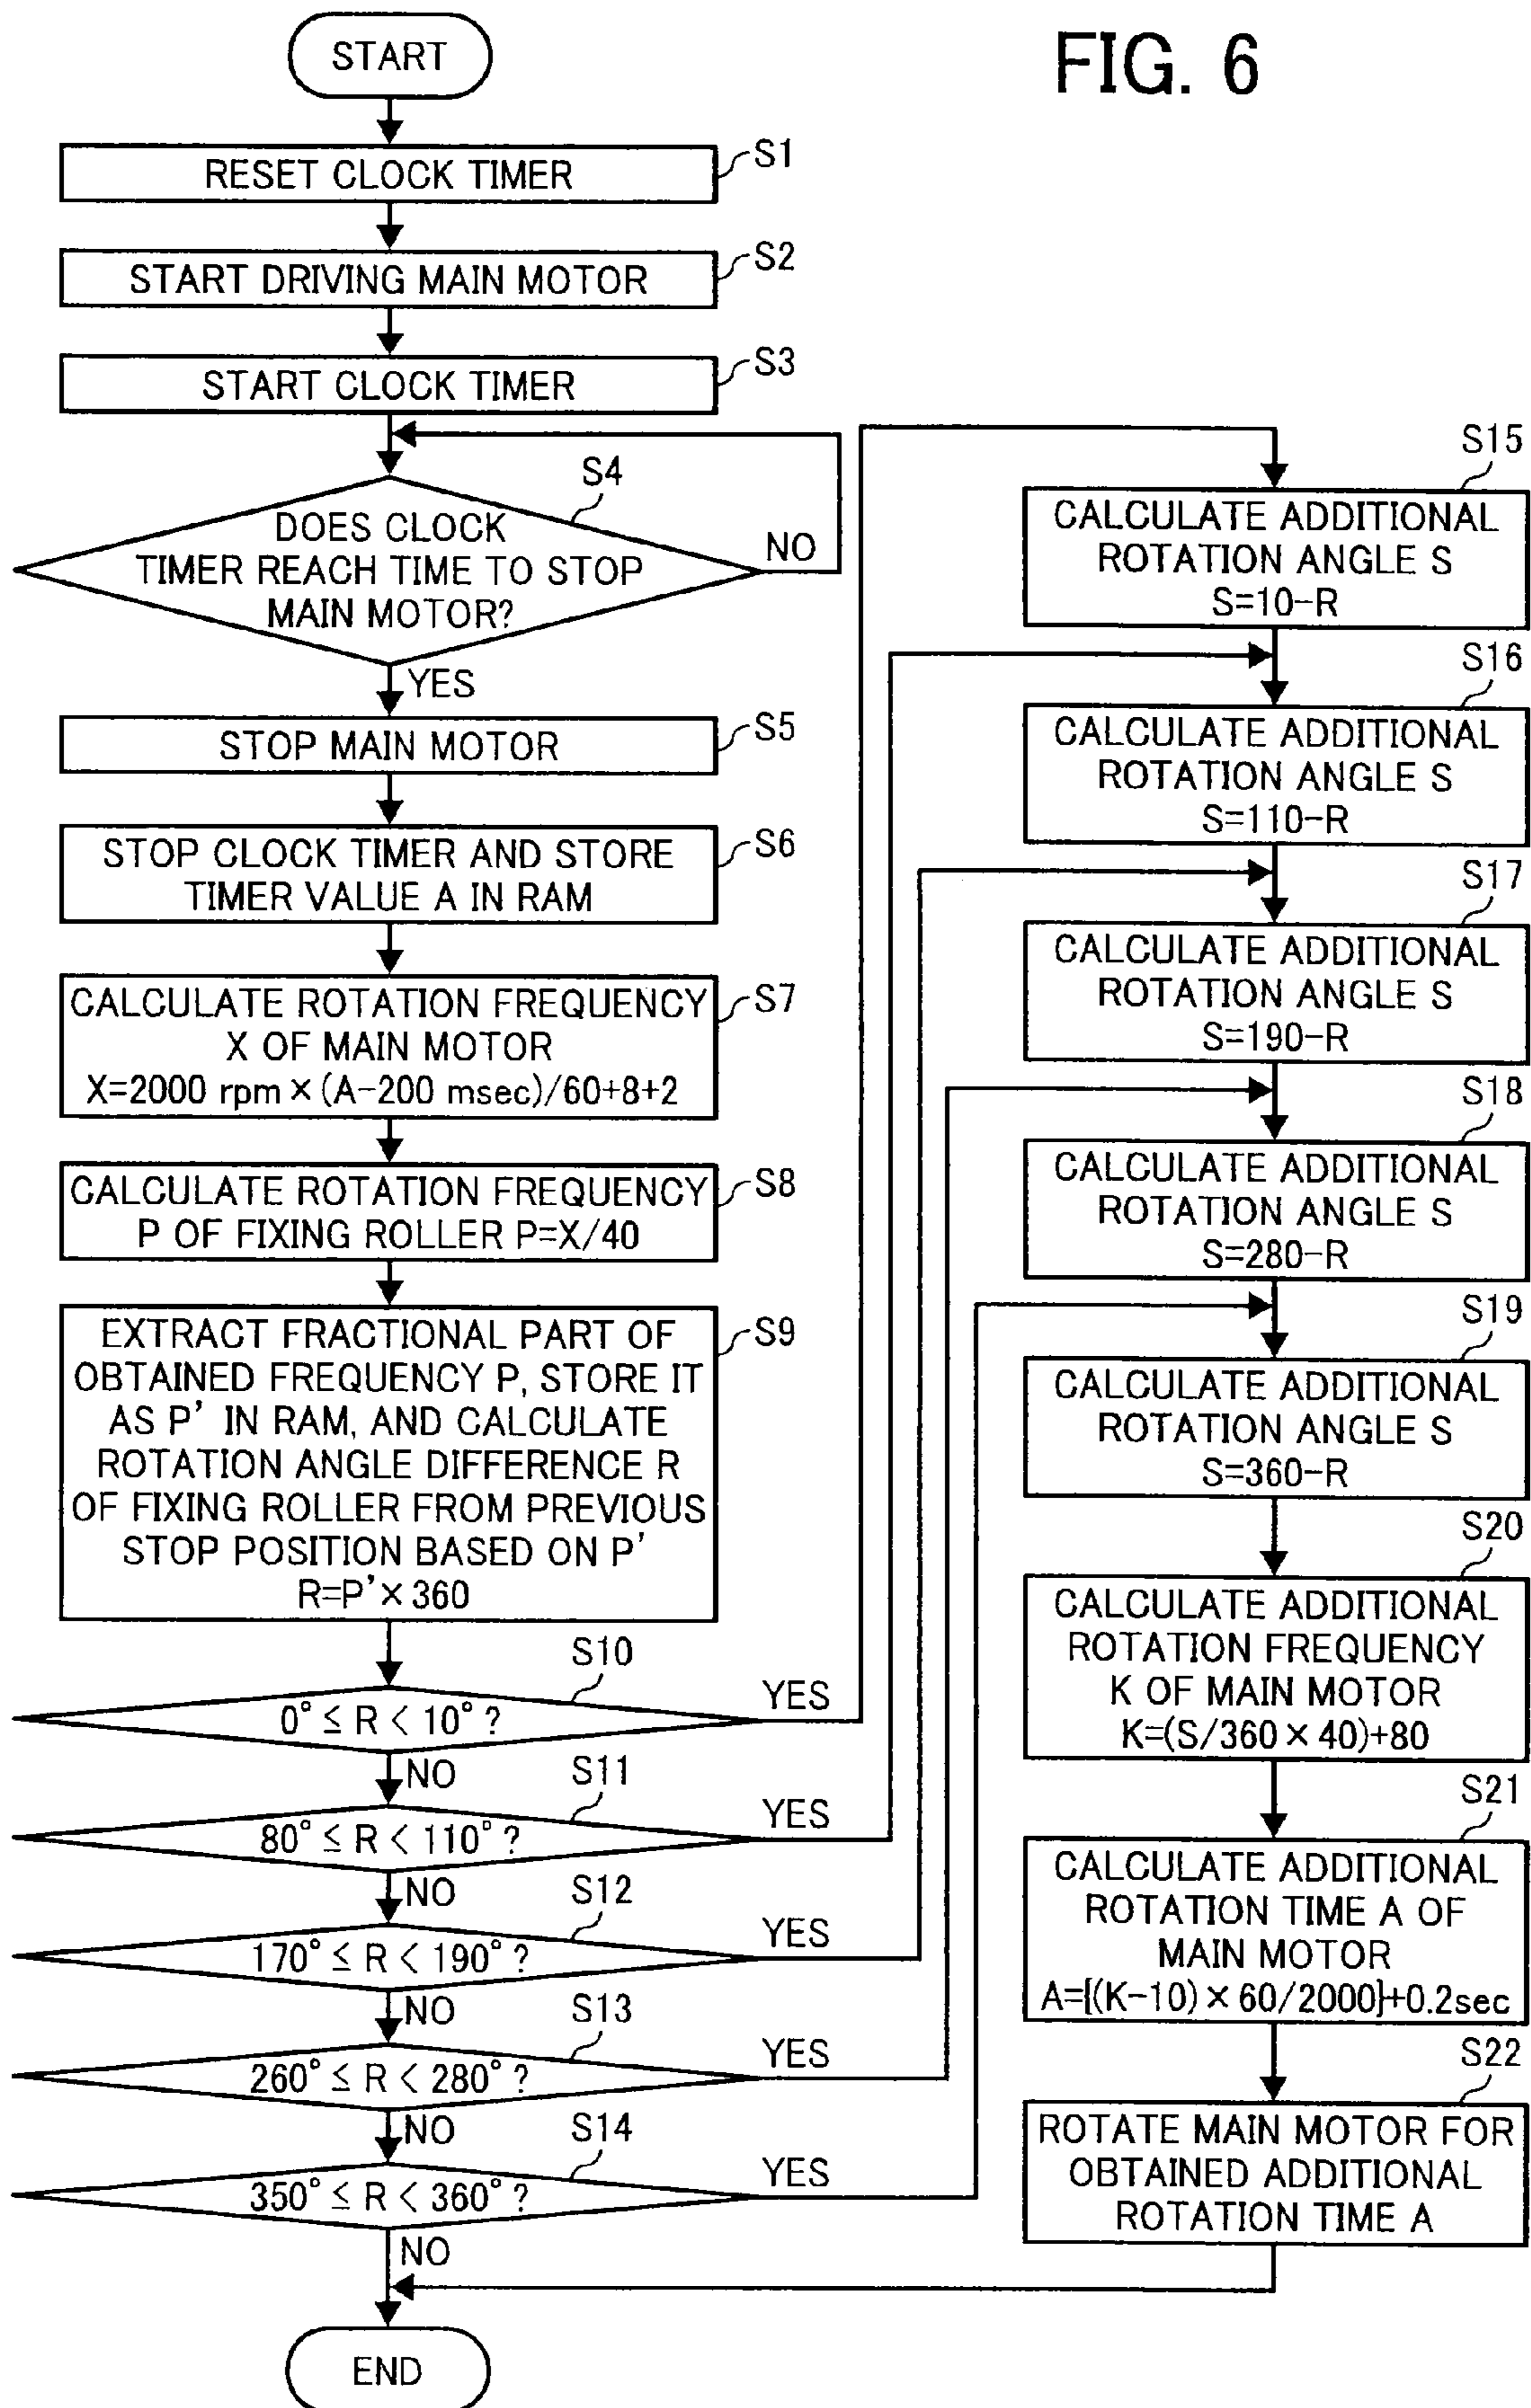 FIG. 6
START
RESET CLOCK TIMER
S1
START DRIVING MAIN MOTOR
S2
START CLOCK TIMER
S3
S4
DOES CLOCK
TIMER REACH TIME TO STOP
MAIN MOTOR?
NO
YES
STOP MAIN MOTOR
S5
STOP CLOCK TIMER AND STORE
TIMER VALUE A IN RAM
S6
CALCULATE ROTATION FREQUENCY
X OF MAIN MOTOR
X=2000 rpm × (A-200 msec)/60+8+2
S7
CALCULATE ROTATION FREQUENCY
P OF FIXING ROLLER P=X/40
S8
EXTRACT FRACTIONAL PART OF
OBTAINED FREQUENCY P, STORE IT
AS P' IN RAM, AND CALCULATE
ROTATION ANGLE DIFFERENCE R
OF FIXING ROLLER FROM PREVIOUS
STOP POSITION BASED ON P'
R=P' × 360
S9
S10
0° ≤ R < 10° ?
YES
NO
S11
80° ≤ R < 110° ?
YES
NO
S12
170° ≤ R < 190° ?
YES
NO
S13
260° ≤ R < 280° ?
YES
NO
S14
350° ≤ R < 360° ?
YES
NO
END
S15
CALCULATE ADDITIONAL
ROTATION ANGLE S
S=10-R
S16
CALCULATE ADDITIONAL
ROTATION ANGLE S
S=110-R
S17
CALCULATE ADDITIONAL
ROTATION ANGLE S
S=190-R
S18
CALCULATE ADDITIONAL
ROTATION ANGLE S
S=280-R
S19
CALCULATE ADDITIONAL
ROTATION ANGLE S
S=360-R
S20
CALCULATE ADDITIONAL
ROTATION FREQUENCY
K OF MAIN MOTOR
K=(S/360 × 40)+80
S21
CALCULATE ADDITIONAL
ROTATION TIME A OF
MAIN MOTOR
A={(K-10) × 60/2000}+0.2sec
S22
ROTATE MAIN MOTOR FOR
OBTAINED ADDITIONAL
ROTATION TIME A